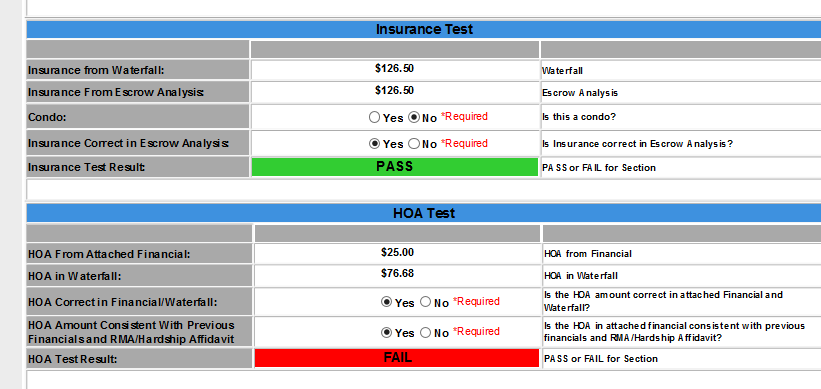 Insurance Test
Insurance from Waterfall: $126.50 Waterfall
Insurance From Escrow Analysis: $126.50 Escrow Analysis
Condo: Yes No *Required Is this a condo?
Insurance Correct in Escrow Analysis: Yes No *Required Is Insurance correct in Escrow Analysis?
Insurance Test Result: PASS PASS or FAIL for Section
HOA Test
HOA From Attached Financial: $25.00 HOA from Financial
HOA in Waterfall: $76.68 HOA in Waterfall
HOA Correct in Financial/Waterfall: Yes No *Required Is the HOA amount correct in attached Financial and
Waterfall?
HOA Amount Consistent With Previous
Financials and RMA/Hardship Affidavit Yes No *Required Is the HOA in attached financial consistent with previous
financials and RMA/Hardship Affidavit?
HOA Test Result: FAIL PASS or FAIL for Section